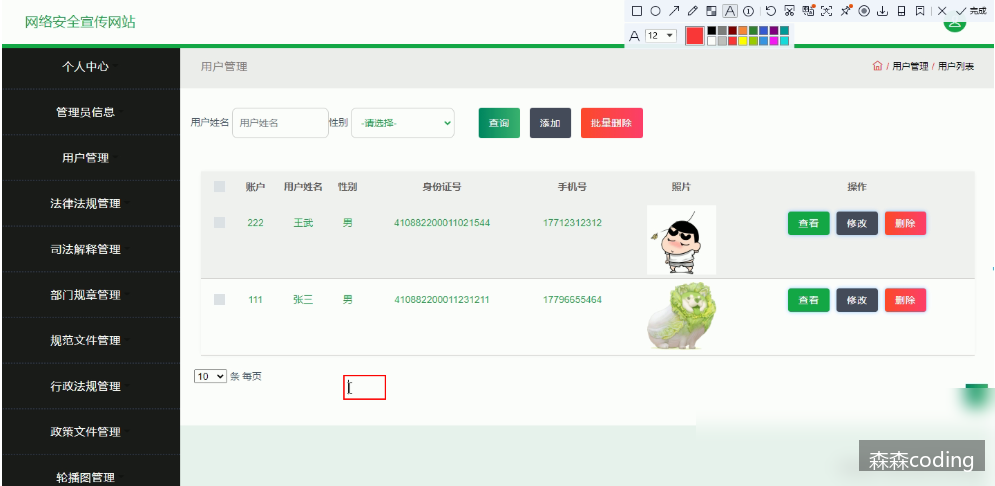 网络安全宣传网站
12
完成
个人中心
管理员信息
用户管理
法律法规管理
司法解释管理
部门规章管理
规范文件管理
行政法规管理
政策文件管理
轮播图管理
用户管理
/ 用户管理 / 用户列表
用户姓名 用户姓名 性别 -请选择- 查询 添加 批量删除
账户 用户姓名 性别 身份证号 手机号 照片 操作
222 王武 男 410882200011021544 17712312312 查看 修改 删除
111 张三 男 410882200011231211 17796655464 查看 修改 删除
10 条 每页
森森coding